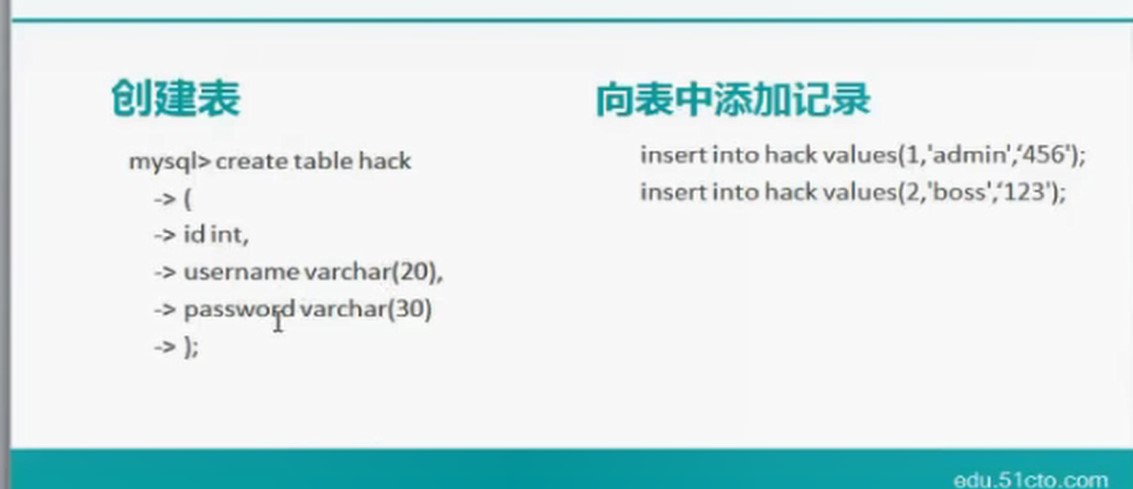 创建表
mysql> create table hack
-> (
-> id int,
-> username varchar(20),
-> password varchar(30)
-> );
向表中添加记录
insert into hack values(1,'admin',‘456');
insert into hack values(2,'boss',‘123');
edu.51cto.com